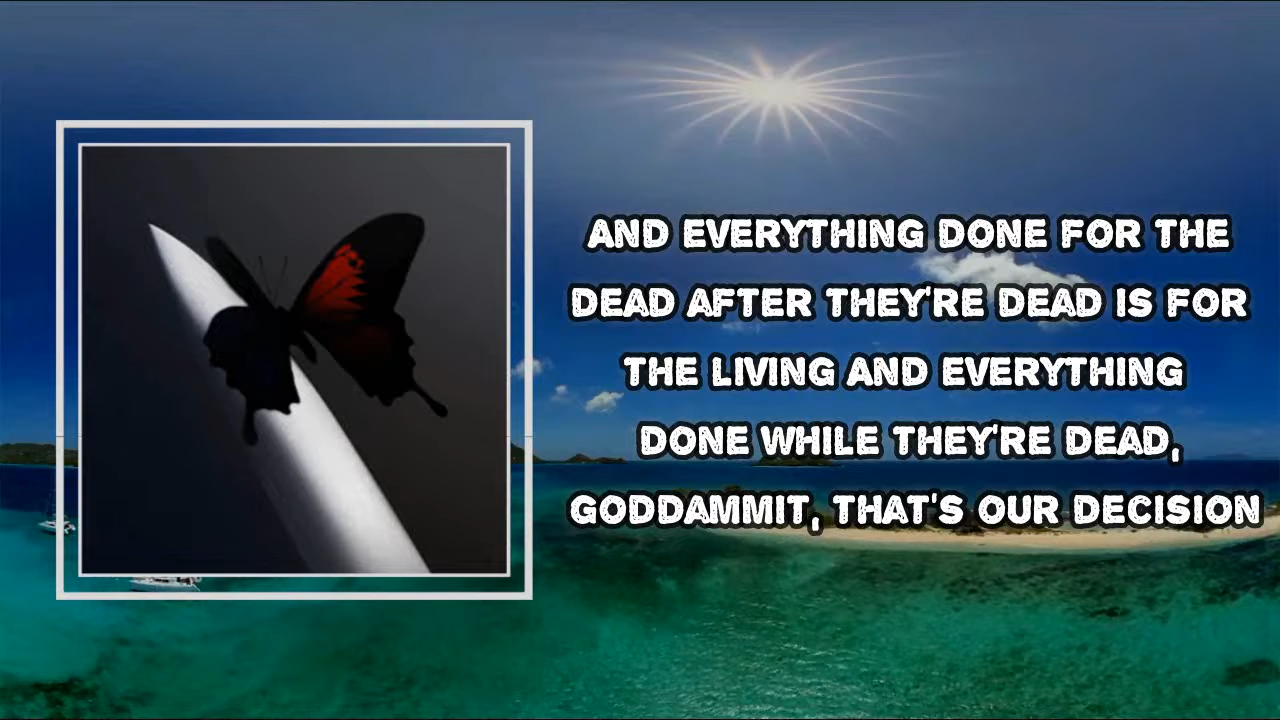 AND EVERYTHING DONE FOR THE
DEAD AFTER THEY'RE DEAD IS FOR
THE LIVING AND EVERYTHING
DONE WHILE THEY'RE DEAD,
GODDAMMIT, THAT'S OUR DECISION